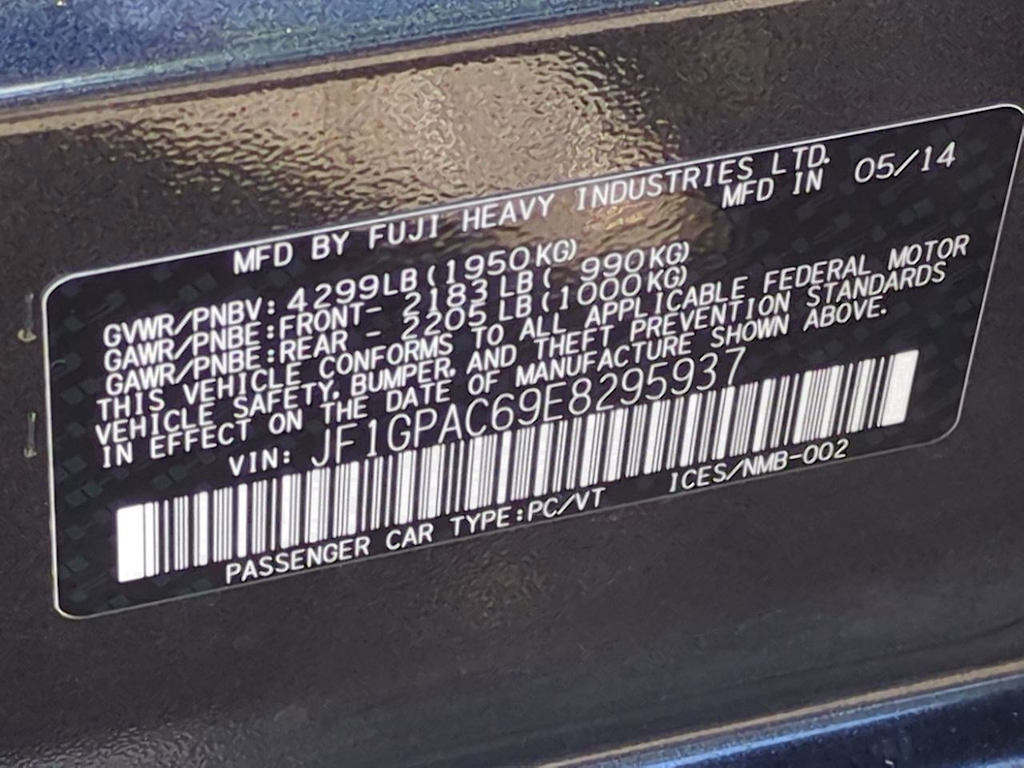 MFD BY FUJI HEAVY INDUSTRIES LTD.
MFD IN 05/14
GVWR/PNBV: 4299LB (1950KG)
GAWR/PNBE:FRONT- 2183LB ( 990KG)
GAWR/PNBE:REAR - 2205LB (1000KG)
THIS VEHICLE CONFORMS TO ALL APPLICABLE FEDERAL MOTOR
VEHICLE SAFETY, BUMPER, AND THEFT PREVENTION STANDARDS
IN EFFECT ON THE DATE OF MANUFACTURE SHOWN ABOVE.
VIN: JF1GPAC69E8295937
PASSENGER CAR TYPE:PC/VT ICES/NMB-002